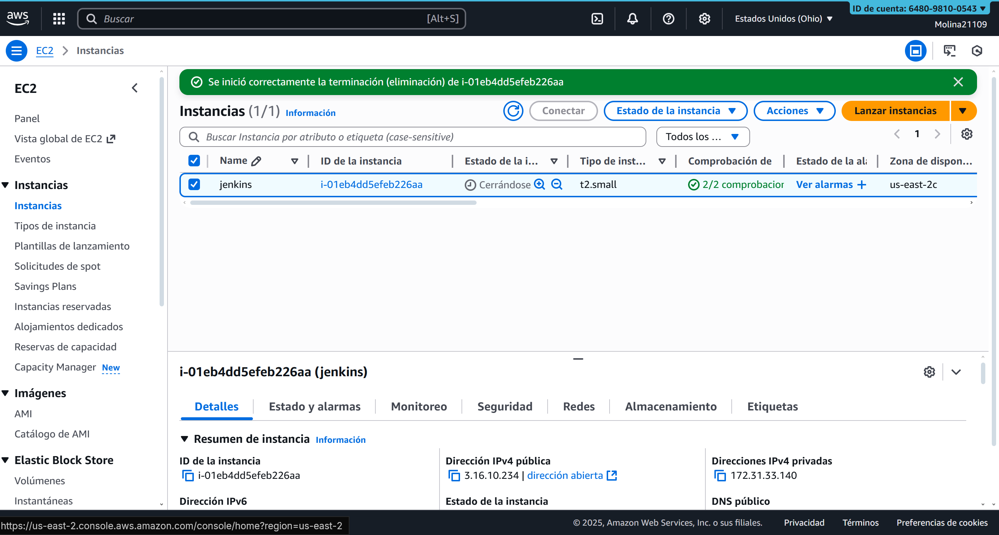 aws
Buscar [Alt+S]
Estados Unidos (Ohio)
ID de cuenta: 6480-9810-0543
Molina21109
EC2 Instancias
EC2
Panel
Vista global de EC2
Eventos
Instancias
Instancias
Tipos de instancia
Plantillas de lanzamiento
Solicitudes de spot
Savings Plans
Instancias reservadas
Alojamientos dedicados
Reservas de capacidad
Capacity Manager New
Imágenes
AMI
Catálogo de AMI
Elastic Block Store
Volúmenes
Instantáneas
Se inició correctamente la terminación (eliminación) de i-01eb4dd5efeb226aa
Instancias (1/1) Información
Conectar Estado de la instancia Acciones Lanzar instancias
Buscar Instancia por atributo o etiqueta (case-sensitive) Todos los ... 1
Name ID de la instancia Estado de la i... Tipo de inst... Comprobación de Estado de la ala Zona de dispon...
jenkins i-01eb4dd5efeb226aa Cerrándose t2.small 2/2 comprobacion Ver alarmas + us-east-2c
i-01eb4dd5efeb226aa (jenkins)
Detalles Estado y alarmas Monitoreo Seguridad Redes Almacenamiento Etiquetas
Resumen de instancia Información
ID de la instancia
i-01eb4dd5efeb226aa
Dirección IPv4 pública
3.16.10.234 | dirección abierta
Direcciones IPv4 privadas
172.31.33.140
Dirección IPv6
Estado de la instancia
DNS público
https://us-east-2.console.aws.amazon.com/console/home?region=us-east-2
© 2025, Amazon Web Services, Inc. o sus filiales. Privacidad Términos Preferencias de cookies